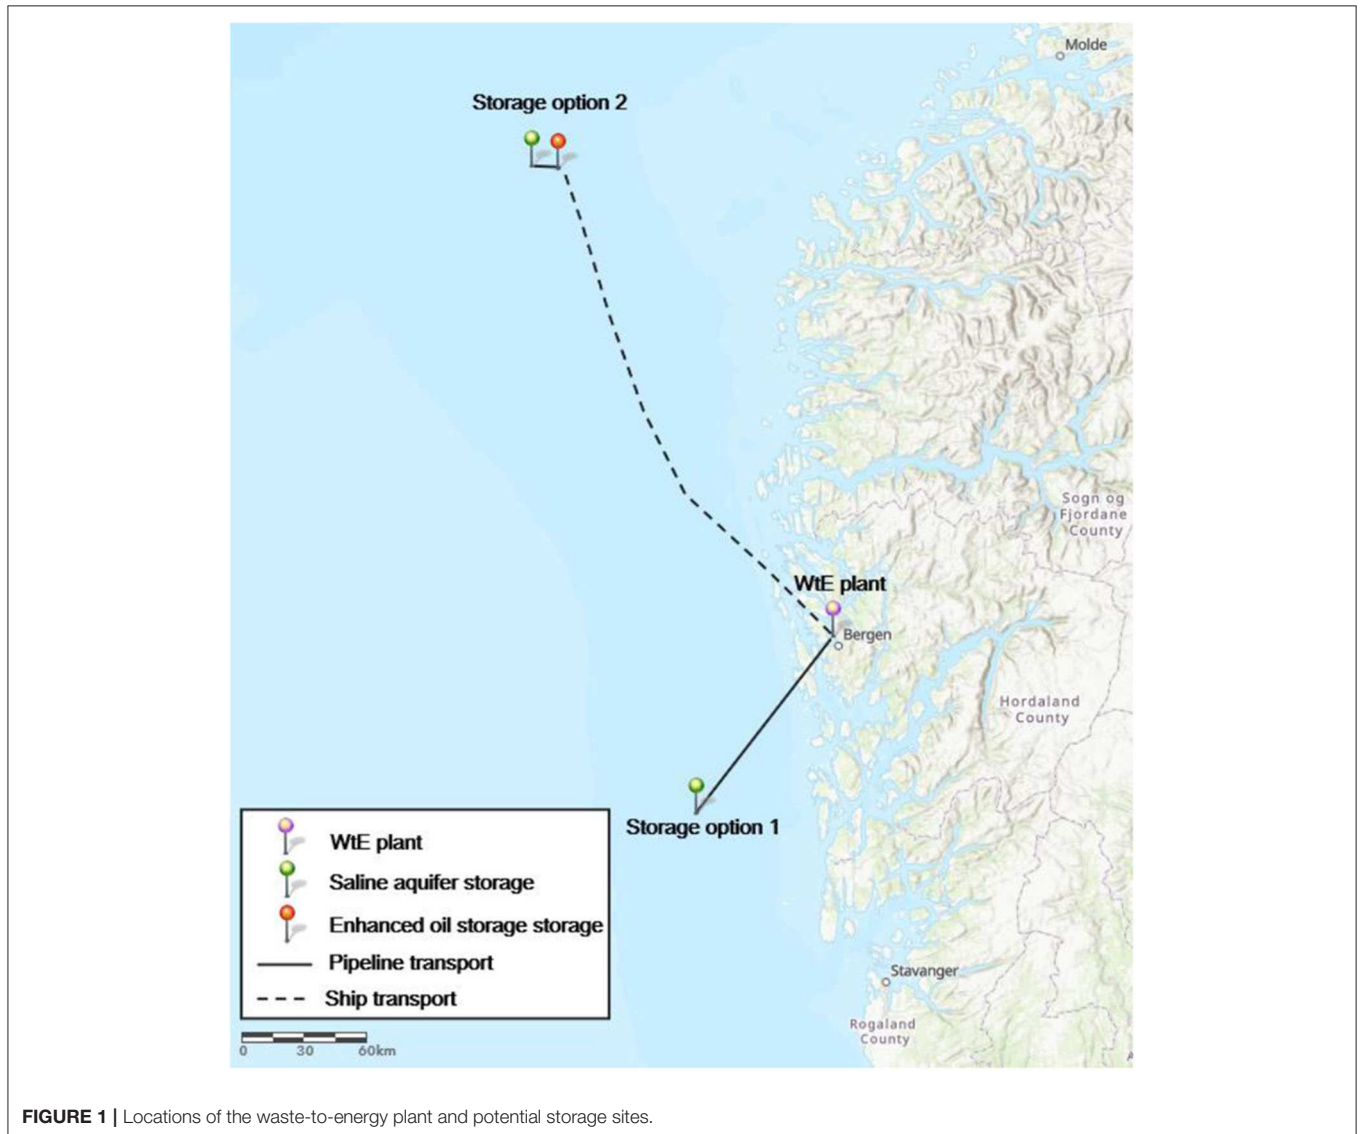 Molde
Storage option 2
Sogn og
Fjordane
County
WtE plant
Bergen
Hordaland
County
Storage option 1
WtE plant
Saline aquifer storage
Enhanced oil storage storage
Pipeline transport
Ship transport
Stavanger
Rogaland
County
0 30 60km
A
FIGURE 1 | Locations of the waste-to-energy plant and potential storage sites.